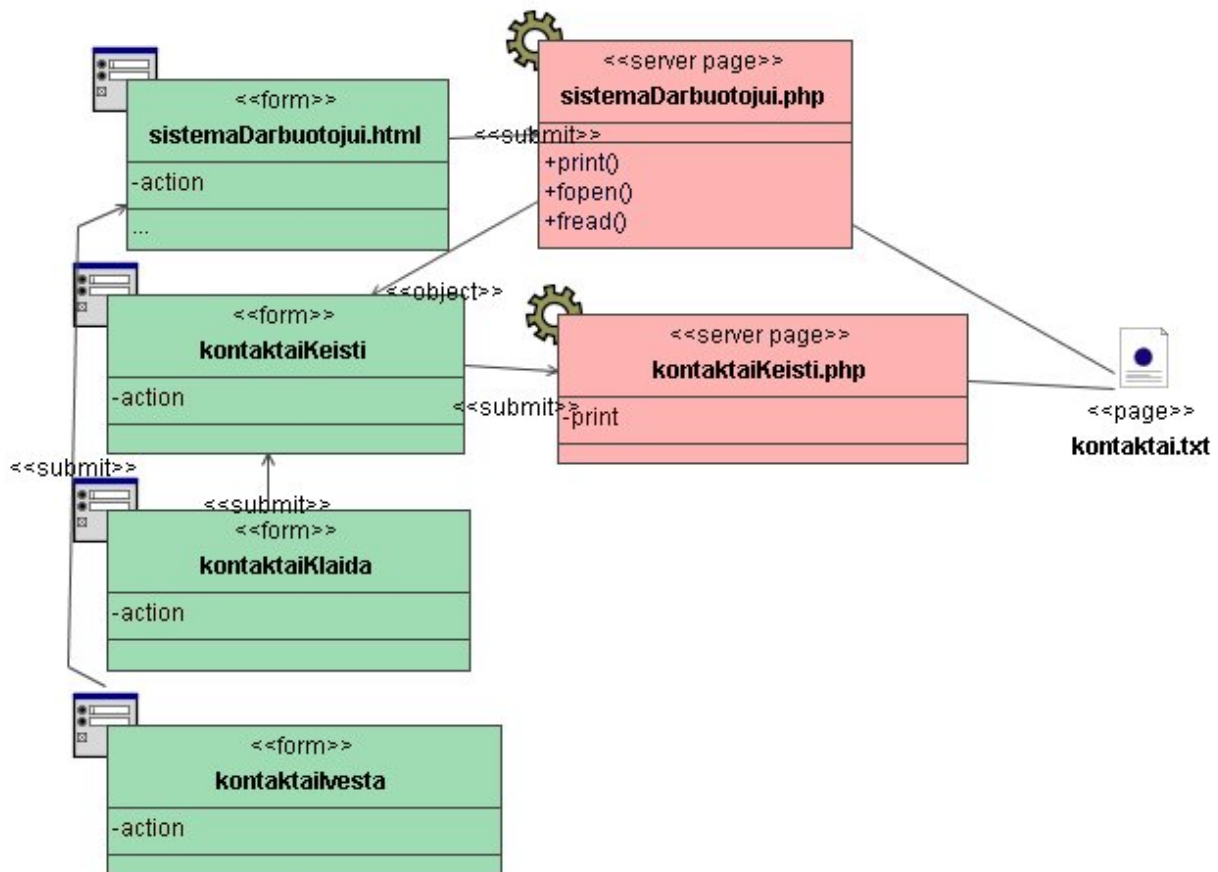 <<form>>
sistemaDarbuotojui.html
-action
...
<<submit>>
<<server page>>
sistemaDarbuotojui.php
+print()
+fopen()
+fread()
<<object>>
<<form>>
kontaktaiKeisti
-action
<<submit>>
<<server page>>
kontaktaiKeisti.php
-print
<<page>>
kontaktai.txt
<<submit>>
<<submit>>
<<form>>
kontaktaiKlaida
-action
<<form>>
kontaktaiIvesta
-action